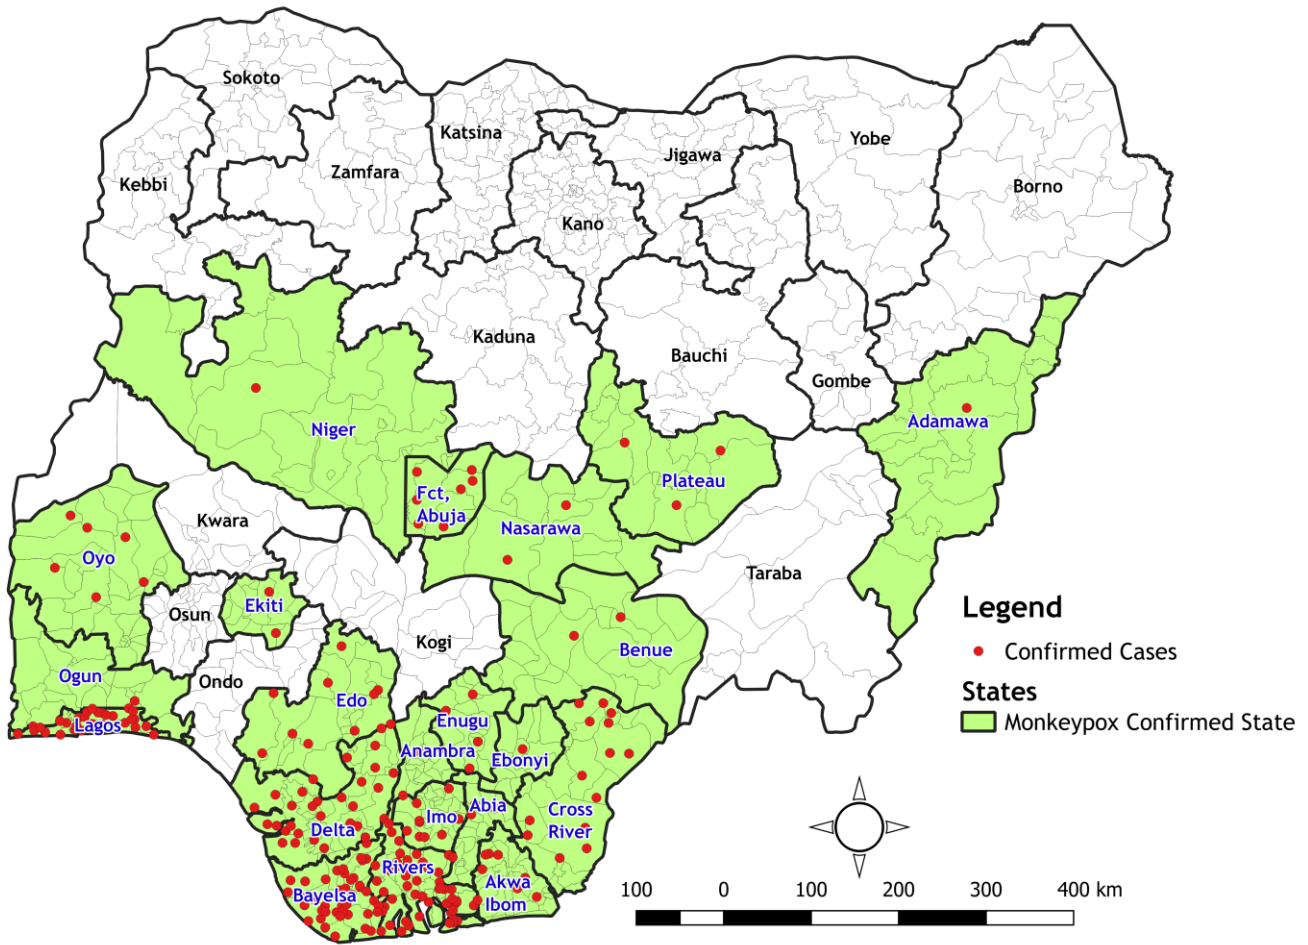 Sokoto
Katsina
Yobe
Jigawa
Zamfara
Kebbi
Borno
Kano
Kaduna
Bauchi
Gombe
Adamawa
Niger
Plateau
Fct,
Abuja
Kwara
Nasarawa
Oyo
Taraba
Ekiti
Osun
Kogi
Benue
Ogun
Ondo
Edo
Lagos
Enugu
Anambra
Ebonyi
Abia
Imo
Cross
River
Delta
Rivers
Akwa
Ibom
Bayelsa
Legend
Confirmed Cases
States
Monkeypox Confirmed State
100 0 100 200 300 400 km